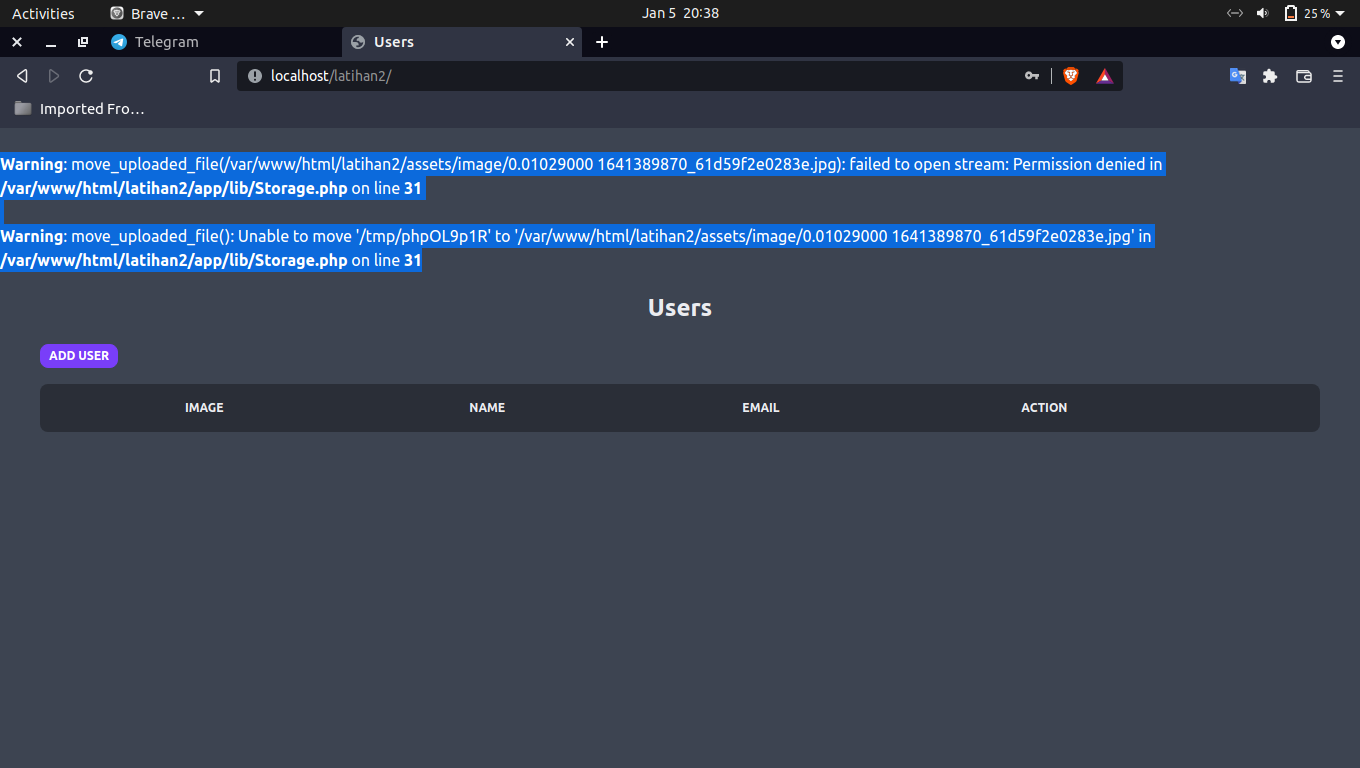 Activities Brave ... Jan 5 20:38 25 %
Telegram Users
localhost/latihan2/
Imported Fro...
Warning: move_uploaded_file(/var/www/html/latihan2/assets/image/0.01029000 1641389870_61d59f2e0283e.jpg): failed to open stream: Permission denied in
/var/www/html/latihan2/app/lib/Storage.php on line 31
Warning: move_uploaded_file(): Unable to move '/tmp/phpOL9p1R' to '/var/www/html/latihan2/assets/image/0.01029000 1641389870_61d59f2e0283e.jpg' in
/var/www/html/latihan2/app/lib/Storage.php on line 31
Users
ADD USER
IMAGE NAME EMAIL ACTION